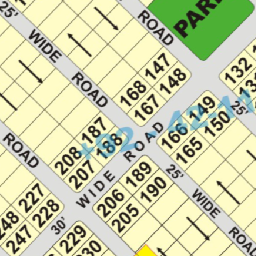 25' WIDE ROAD
ROAD
PARK
132
168 147
167 148
166 149
165 150
208 187
207 188
WIDE ROAD
206 189
205 190
25' WIDE ROAD
ROAD
248 227
247 228
30'
229
230
25'